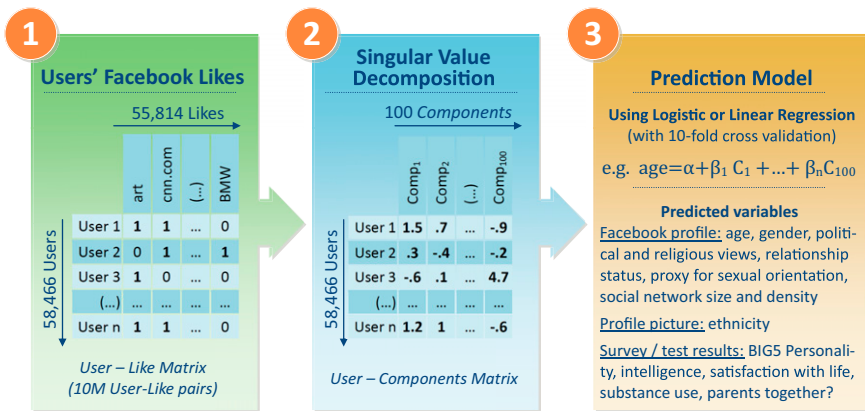 1
Users' Facebook Likes
55,814 Likes
art cnn.com (...) BMW
58,466 Users
User 1 1 1 ... 0
User 2 0 1 ... 1
User 3 1 0 ... 0
(...) ... ... ... ...
User n 1 1 ... 0
User – Like Matrix
(10M User-Like pairs)
2
Singular Value
Decomposition
100 Components
Comp1 Comp2 (...) Comp100
58,466 Users
User 1 1.5 .7 ... -.9
User 2 .3 -.4 ... -.2
User 3 -.6 .1 ... 4.7
(...) ... ... ... ...
User n 1.2 1 ... -.6
User – Components Matrix
3
Prediction Model
Using Logistic or Linear Regression
(with 10-fold cross validation)
e.g. age=α+β1 C1 +...+ βnC100
Predicted variables
Facebook profile: age, gender, politi-
cal and religious views, relationship
status, proxy for sexual orientation,
social network size and density
Profile picture: ethnicity
Survey / test results: BIG5 Personali-
ty, intelligence, satisfaction with life,
substance use, parents together?